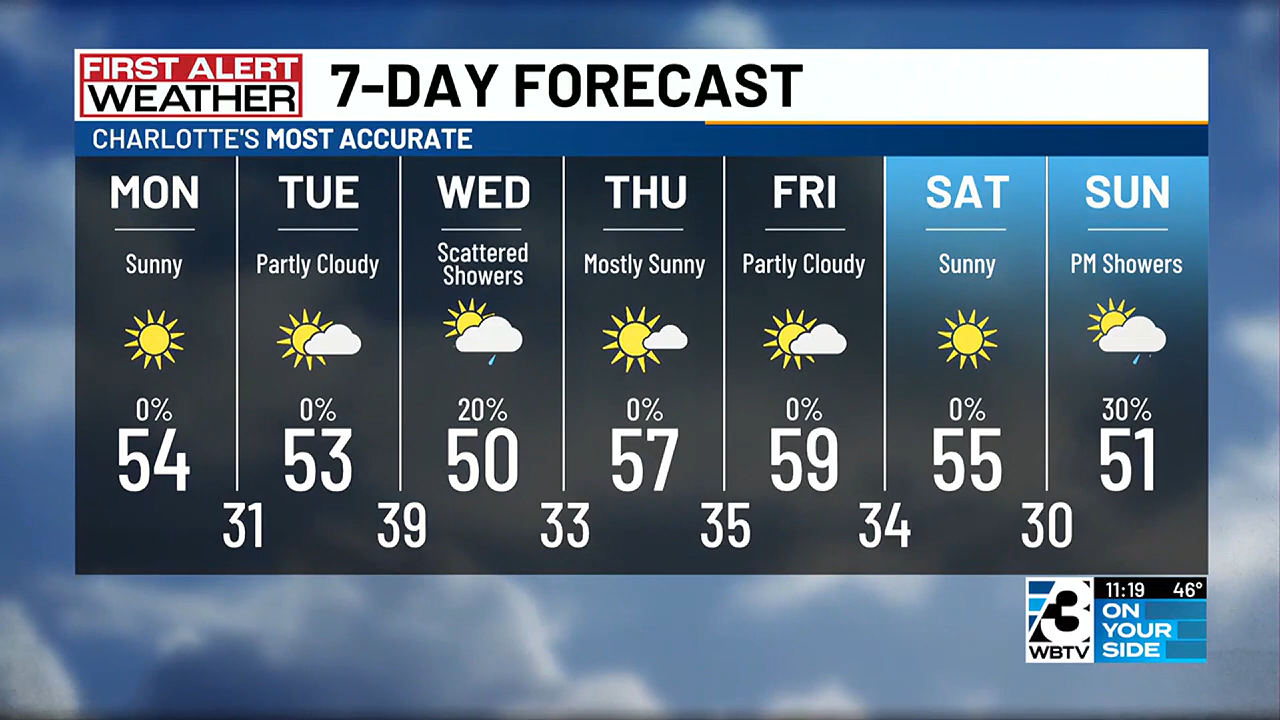 FIRST ALERT
WEATHER
7-DAY FORECAST
CHARLOTTE'S MOST ACCURATE
MON TUE WED THU FRI SAT SUN
Sunny Partly Cloudy Scattered Showers Mostly Sunny Partly Cloudy Sunny PM Showers
0% 0% 20% 0% 0% 0% 30%
54 53 50 57 59 55 51
31 39 33 35 34 30
3
WBTV
11:19 46°
ON
YOUR
SIDE